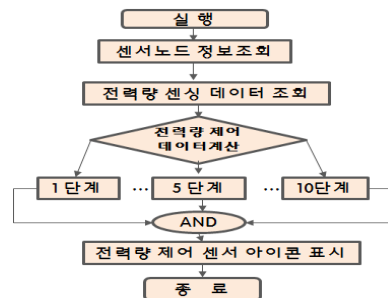 실 행
센서노드 정보조회
전력량 센싱 데이터 조회
전력량 제어
데이터계산
1 단계 ... 5 단계 ... 10단계
AND
전력량 제어 센서 아이콘 표시
종 료